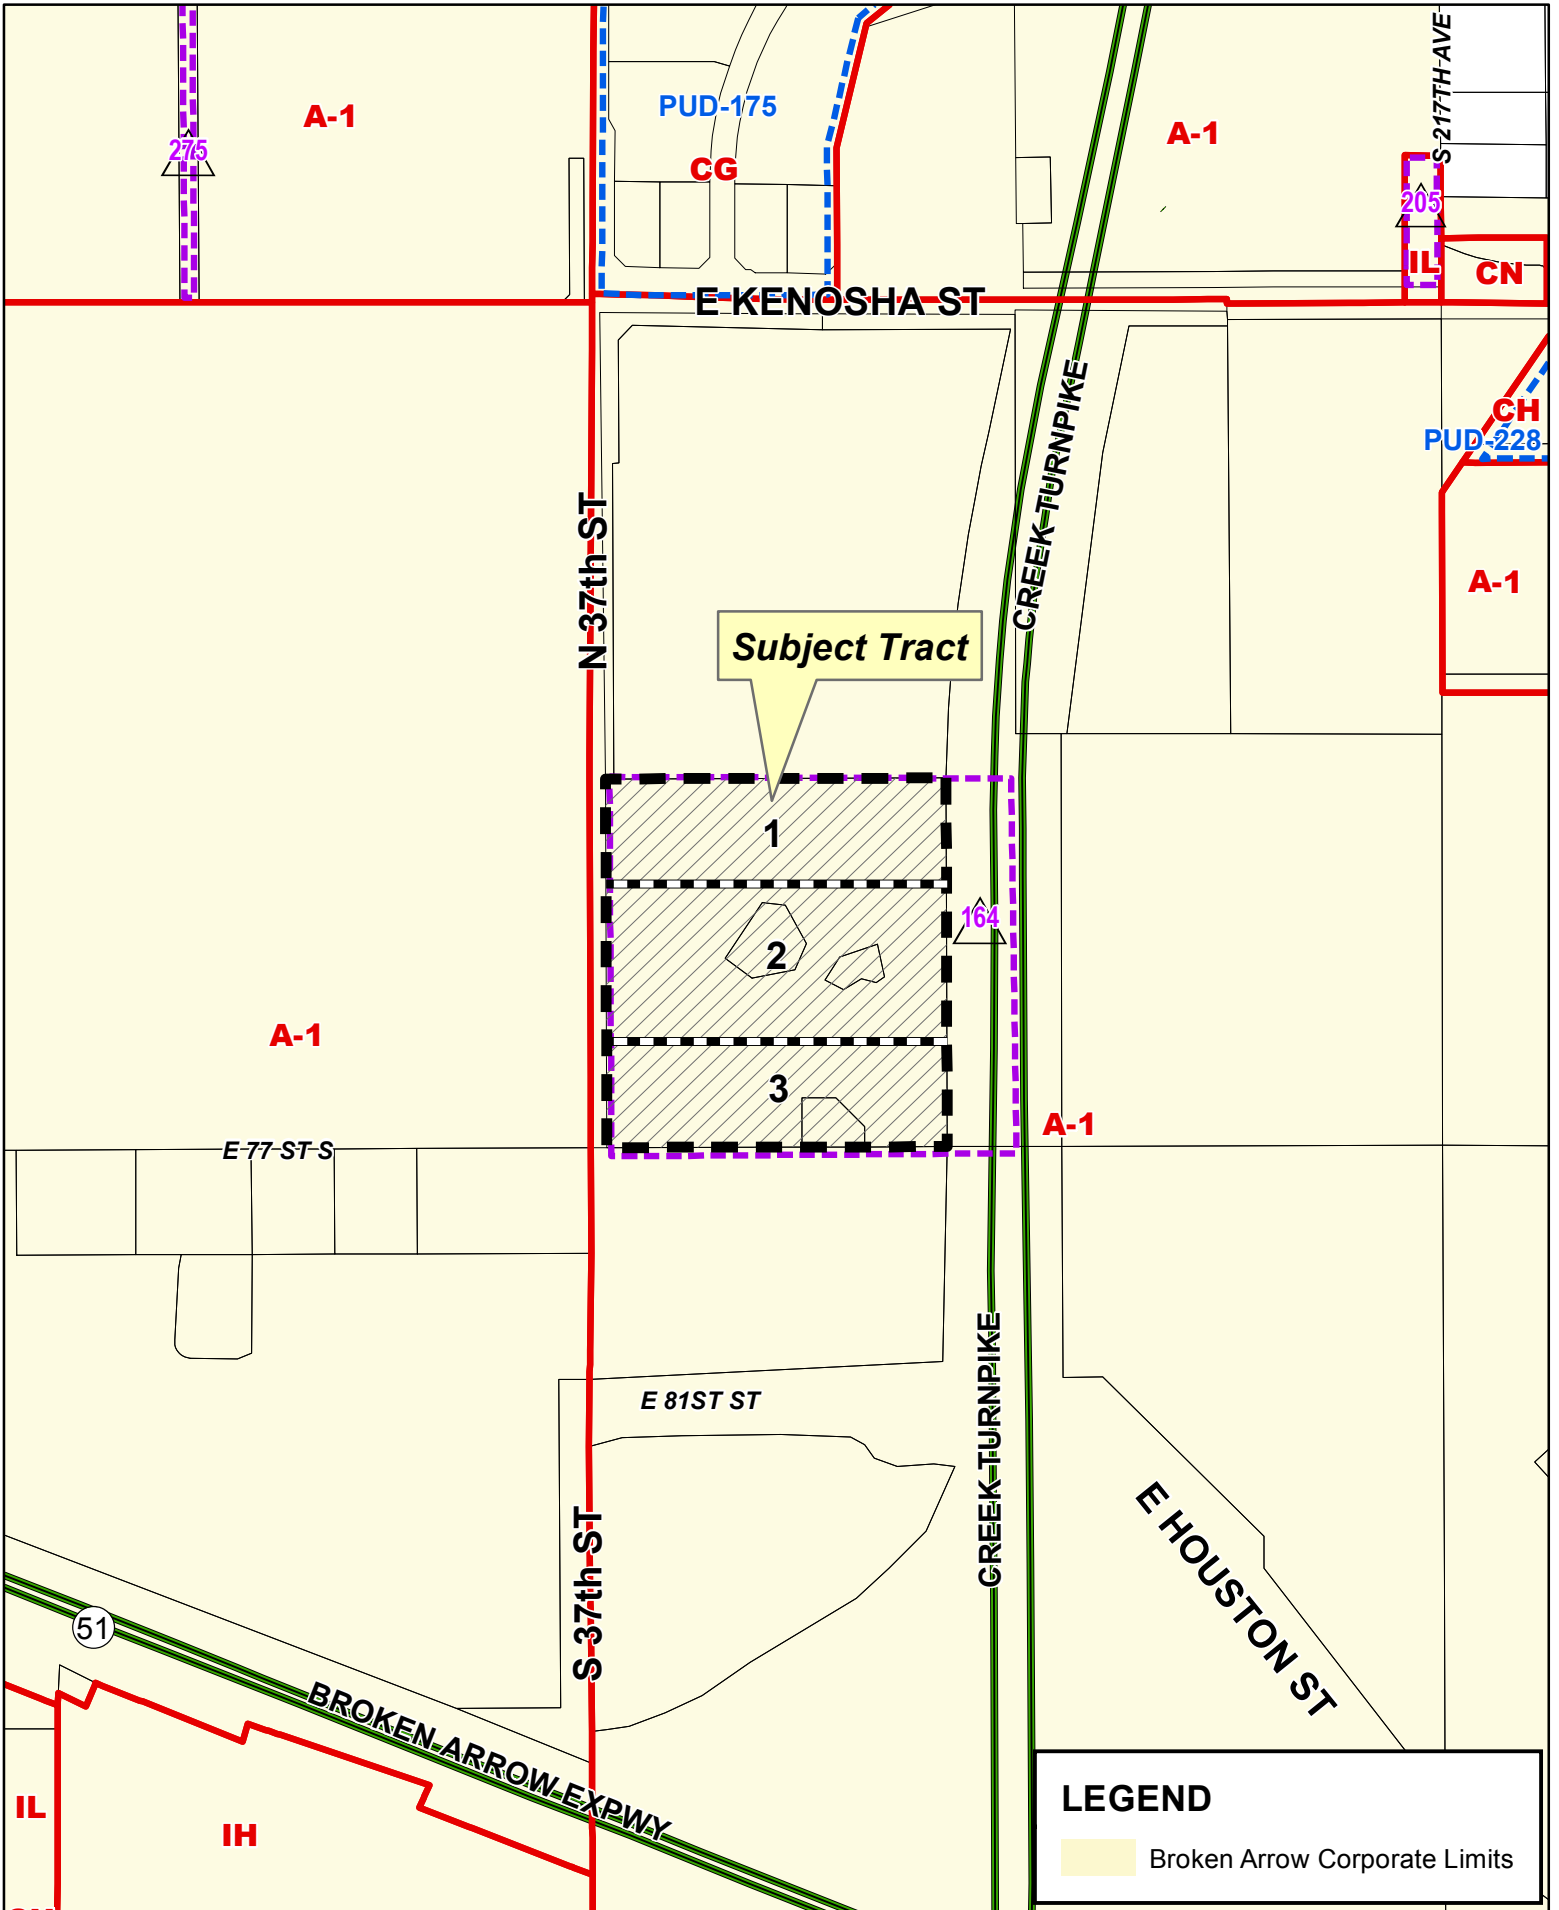 S 217TH AVE
A-1
PUD-175
A-1
275
CG
205
IL
CN
E KENOSHA ST
CREEK TURNPIKE
CH
PUD-228
N 37th ST
A-1
Subject Tract
1
164
2
A-1
3
A-1
E 77 ST S
E 81ST ST
CREEK TURNPIKE
E HOUSTON ST
S 37th ST
51
BROKEN ARROW EXPWY
IL
IH
LEGEND
Broken Arrow Corporate Limits